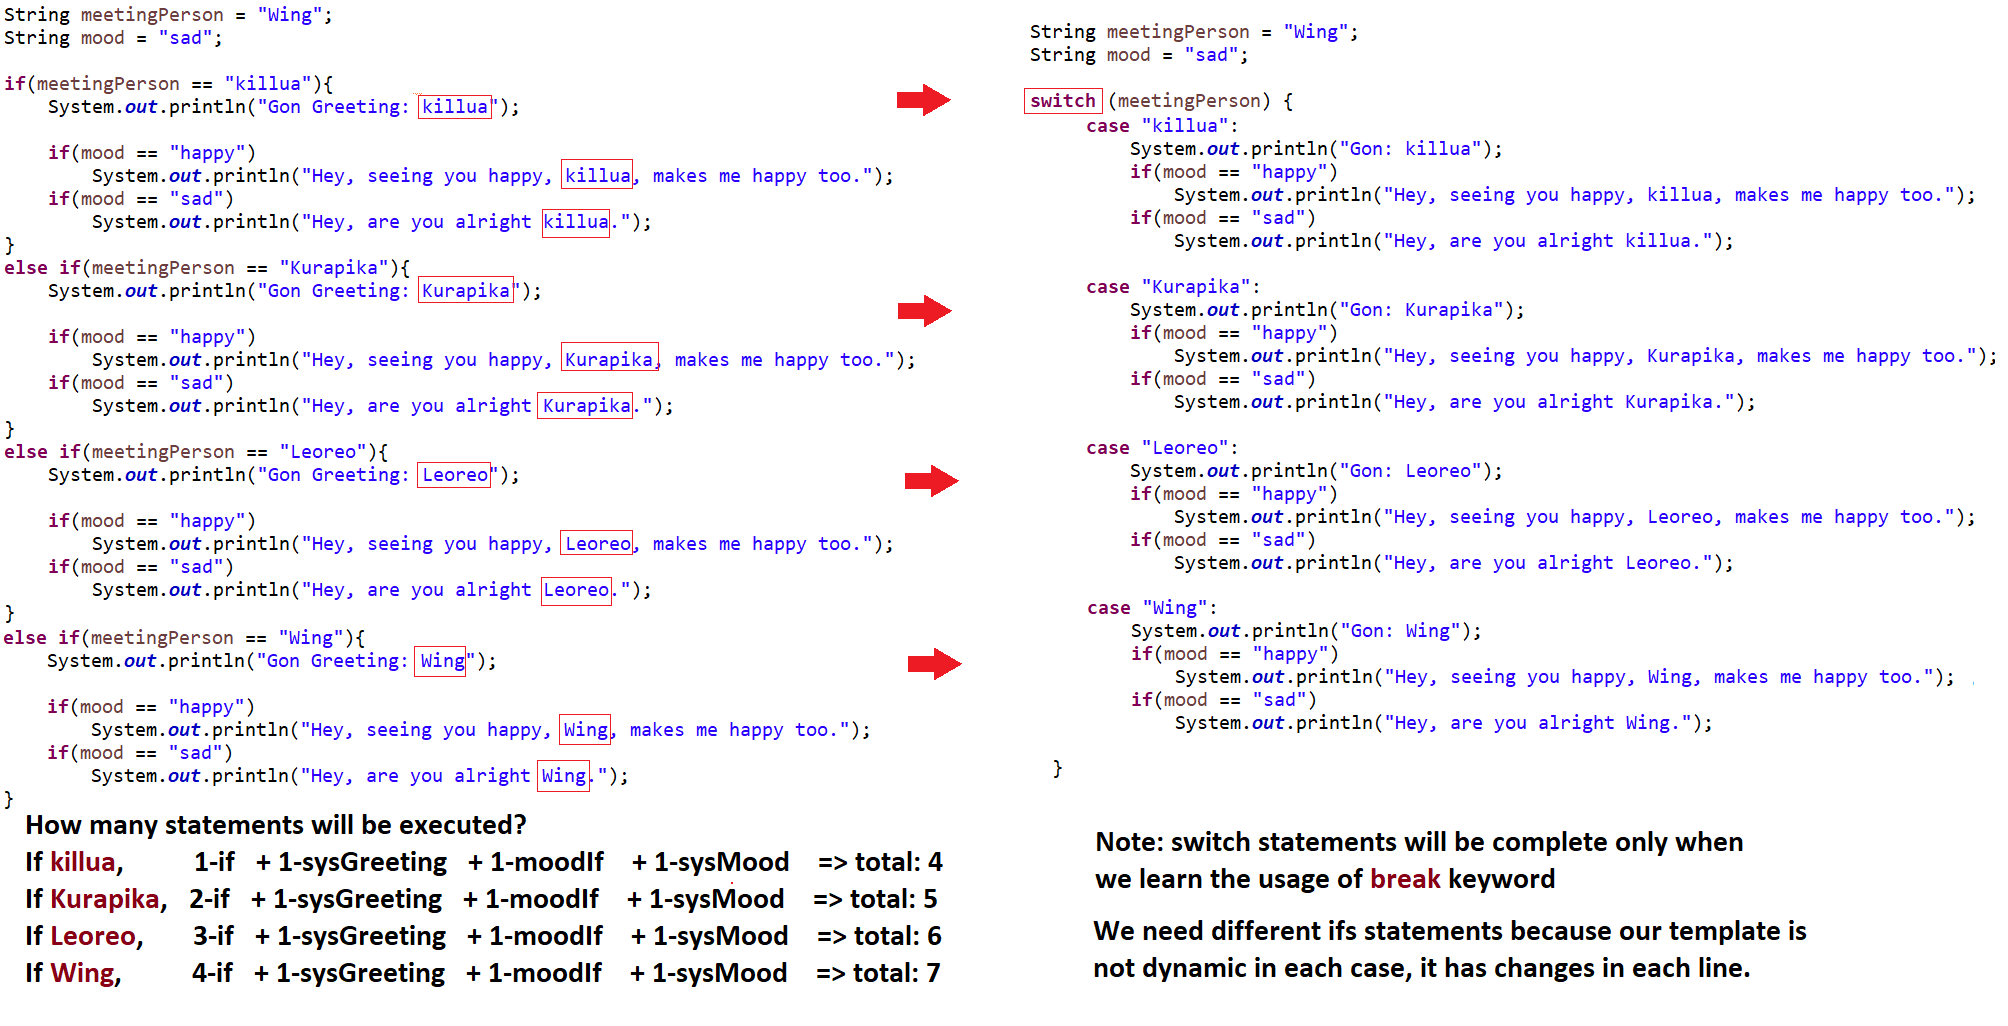 String meetingPerson = "Wing";
String mood = "sad";
if(meetingPerson == "killua"){
System.out.println("Gon Greeting: killua");
if(mood == "happy")
System.out.println("Hey, seeing you happy, killua, makes me happy too.");
if(mood == "sad")
System.out.println("Hey, are you alright killua.");
}
else if(meetingPerson == "Kurapika"){
System.out.println("Gon Greeting: Kurapika");
if(mood == "happy")
System.out.println("Hey, seeing you happy, Kurapika, makes me happy too.");
if(mood == "sad")
System.out.println("Hey, are you alright Kurapika.");
}
else if(meetingPerson == "Leoreo"){
System.out.println("Gon Greeting: Leoreo");
if(mood == "happy")
System.out.println("Hey, seeing you happy, Leoreo, makes me happy too.");
if(mood == "sad")
System.out.println("Hey, are you alright Leoreo.");
}
else if(meetingPerson == "Wing"){
System.out.println("Gon Greeting: Wing");
if(mood == "happy")
System.out.println("Hey, seeing you happy, Wing, makes me happy too.");
if(mood == "sad")
System.out.println("Hey, are you alright Wing.");
}
How many statements will be executed?
If killua, 1-if + 1-sysGreeting + 1-moodIf + 1-sysMood => total: 4
If Kurapika, 2-if + 1-sysGreeting + 1-moodIf + 1-sysMood => total: 5
If Leoreo, 3-if + 1-sysGreeting + 1-moodIf + 1-sysMood => total: 6
If Wing, 4-if + 1-sysGreeting + 1-moodIf + 1-sysMood => total: 7
String meetingPerson = "Wing";
String mood = "sad";
switch (meetingPerson) {
case "killua":
System.out.println("Gon: killua");
if(mood == "happy")
System.out.println("Hey, seeing you happy, killua, makes me happy too.");
if(mood == "sad")
System.out.println("Hey, are you alright killua.");
case "Kurapika":
System.out.println("Gon: Kurapika");
if(mood == "happy")
System.out.println("Hey, seeing you happy, Kurapika, makes me happy too.");
if(mood == "sad")
System.out.println("Hey, are you alright Kurapika.");
case "Leoreo":
System.out.println("Gon: Leoreo");
if(mood == "happy")
System.out.println("Hey, seeing you happy, Leoreo, makes me happy too.");
if(mood == "sad")
System.out.println("Hey, are you alright Leoreo.");
case "Wing":
System.out.println("Gon: Wing");
if(mood == "happy")
System.out.println("Hey, seeing you happy, Wing, makes me happy too.");
if(mood == "sad")
System.out.println("Hey, are you alright Wing.");
}
Note: switch statements will be complete only when
we learn the usage of break keyword
We need different ifs statements because our template is
not dynamic in each case, it has changes in each line.